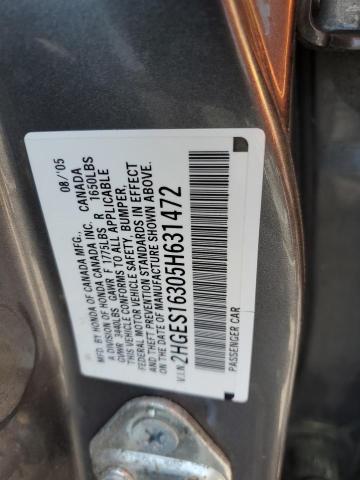 MFD. BY HONDA OF CANADA MFG., CANADA 08/'05
A DIVISION OF HONDA CANADA INC.
GVWR 3440LBS GAWR F 1775LBS R 1650LBS
THIS VEHICLE CONFORMS TO ALL APPLICABLE
FEDERAL MOTOR VEHICLE SAFETY, BUMPER,
AND THEFT PREVENTION STANDARDS IN EFFECT
ON THE DATE OF MANUFACTURE SHOWN ABOVE.
V.I.N. 2HGES16305H631472
PASSENGER CAR